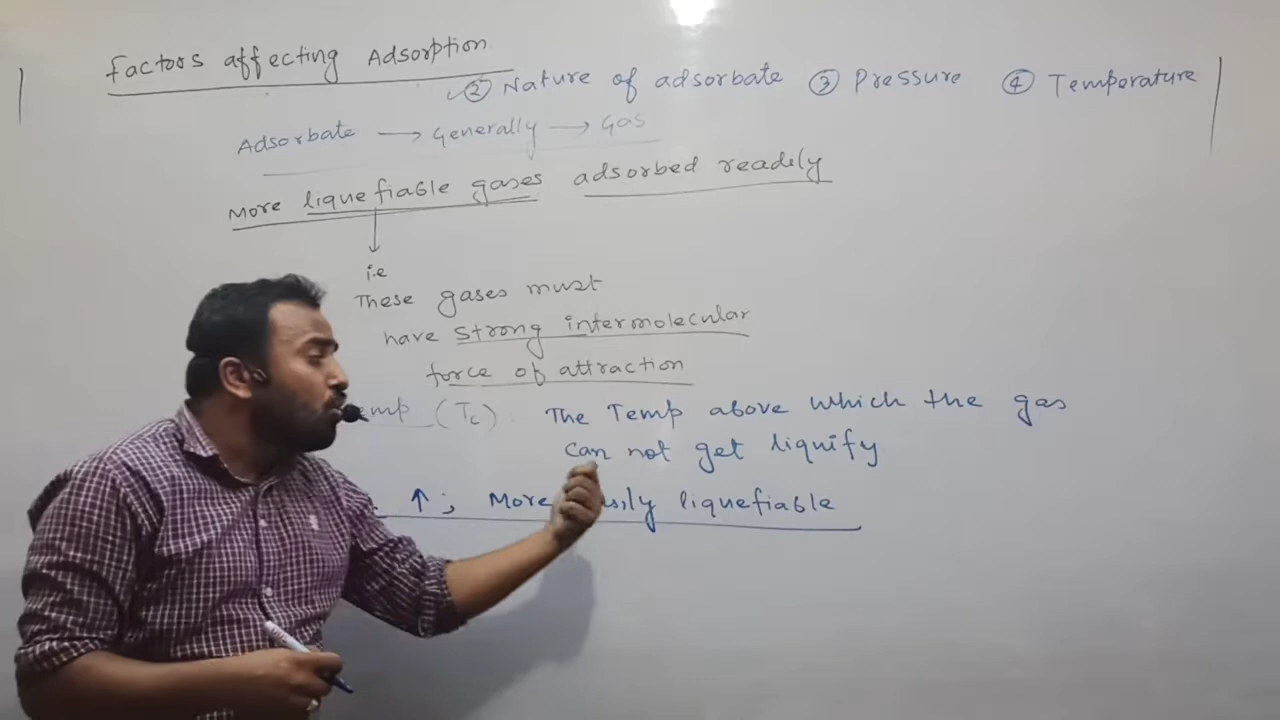 Factors affecting Adsorption
② Nature of adsorbate ③ Pressure ④ Temperature
Adsorbate → Generally → Gas
More liquefiable gases adsorbed readily
i.e
These gases must
have strong intermolecular
force of attraction
(Tc) The Temp above which the gas
can not get liquify
↑; More liquefiable